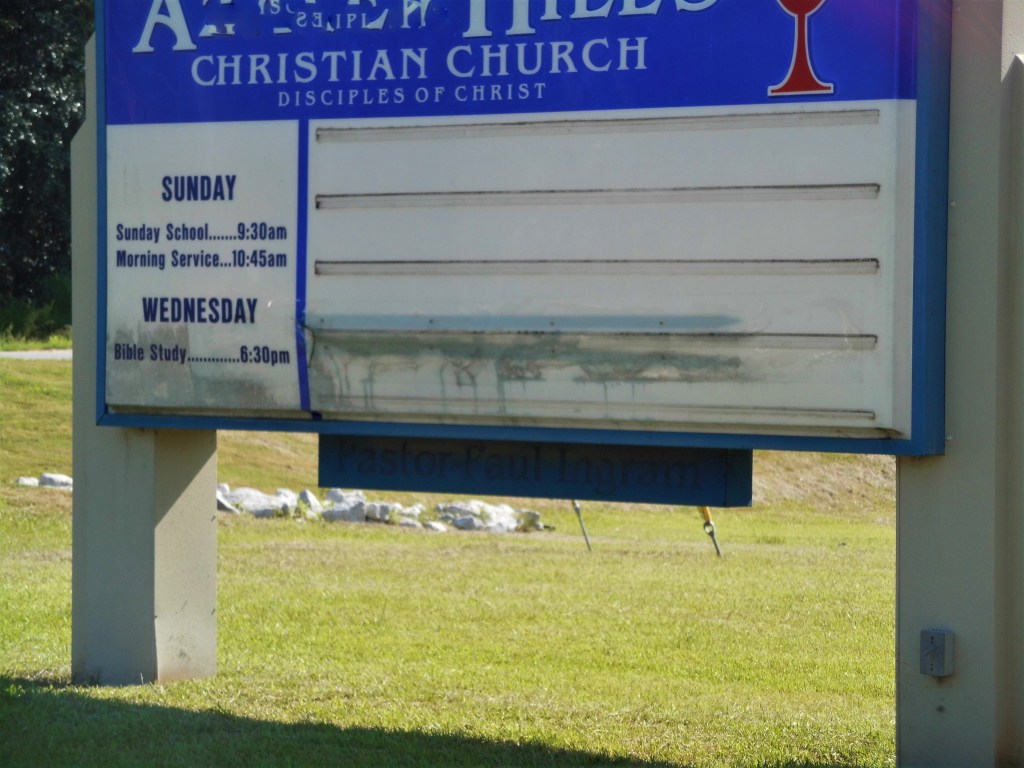 Hills
CHRISTIAN CHURCH
DISCIPLES OF CHRIST
SUNDAY
Sunday School.......9:30am
Morning Service...10:45am
WEDNESDAY
Bible Study............6:30pm
Pastor-Paul Ingram